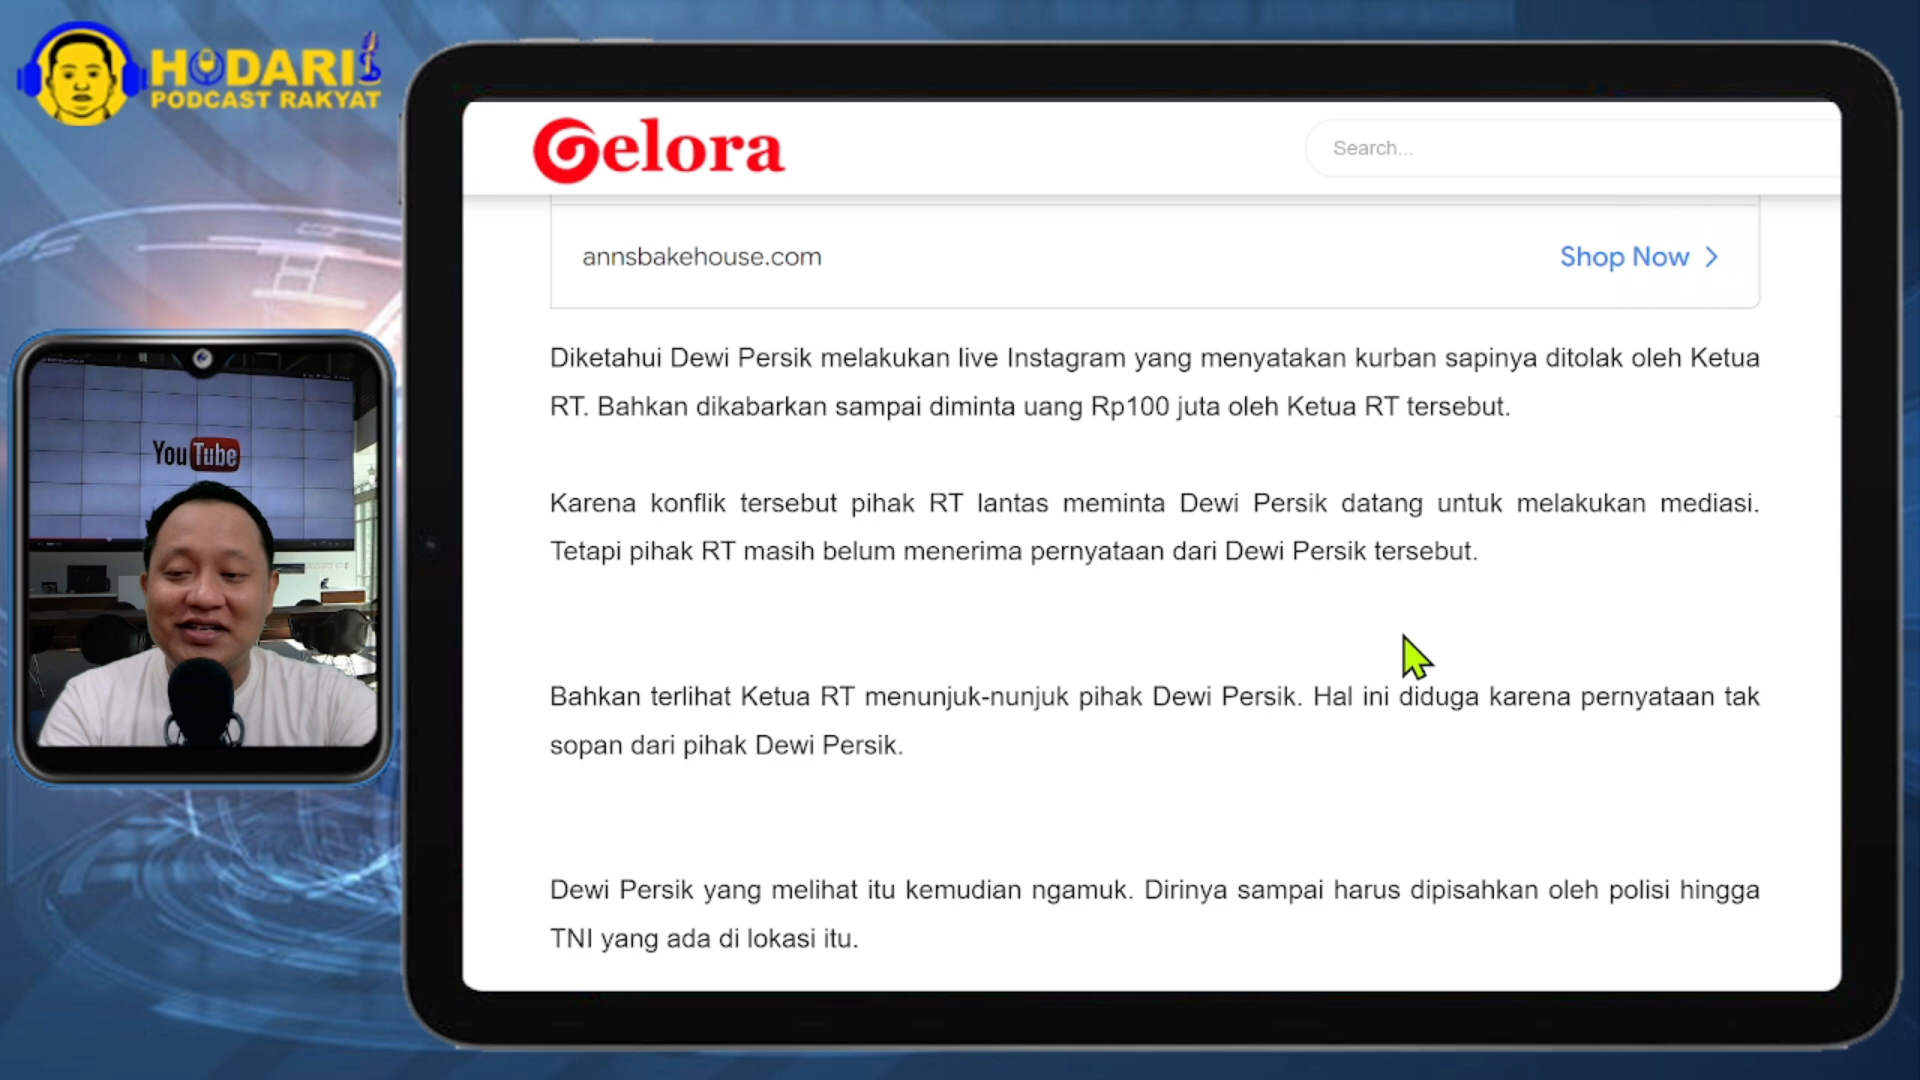 HODARI
PODCAST RAKYAT
Gelora
Search...
annsbakehouse.com
Shop Now
Diketahui Dewi Persik melakukan live Instagram yang menyatakan kurban sapinya ditolak oleh Ketua
RT. Bahkan dikabarkan sampai diminta uang Rp100 juta oleh Ketua RT tersebut.
Karena konflik tersebut pihak RT lantas meminta Dewi Persik datang untuk melakukan mediasi.
Tetapi pihak RT masih belum menerima pernyataan dari Dewi Persik tersebut.
Bahkan terlihat Ketua RT menunjuk-nunjuk pihak Dewi Persik. Hal ini diduga karena pernyataan tak
sopan dari pihak Dewi Persik.
Dewi Persik yang melihat itu kemudian ngamuk. Dirinya sampai harus dipisahkan oleh polisi hingga
TNI yang ada di lokasi itu.
YouTube